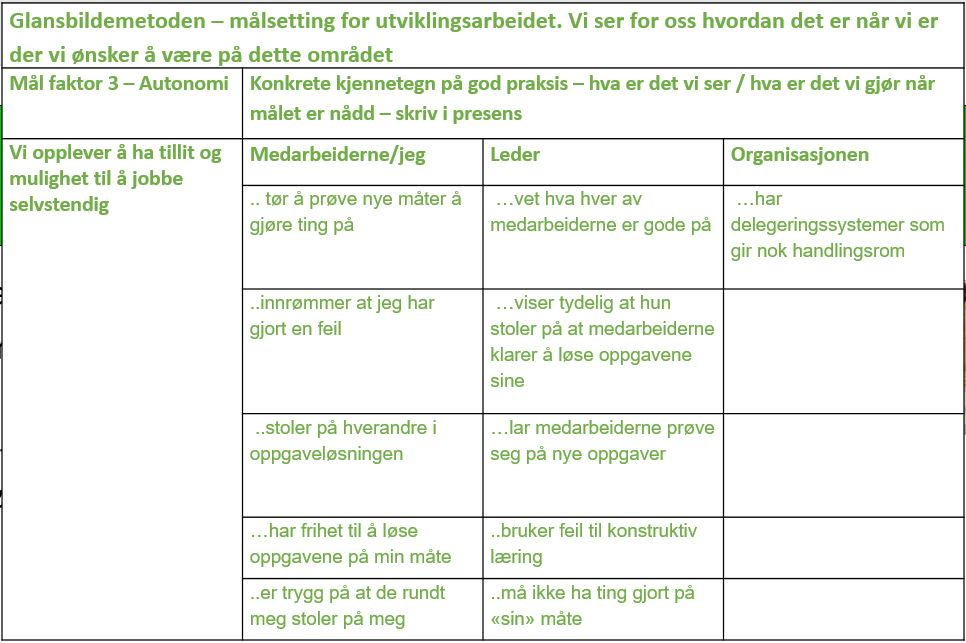 Glansbildemetoden – målsetting for utviklingsarbeidet. Vi ser for oss hvordan det er når vi er
der vi ønsker å være på dette området
Mål faktor 3 – Autonomi
Konkrete kjennetegn på god praksis – hva er det vi ser / hva er det vi gjør når
målet er nådd – skriv i presens
Vi opplever å ha tillit og
mulighet til å jobbe
selvstendig
Medarbeiderne/jeg
Leder
Organisasjonen
.. tør å prøve nye måter å
gjøre ting på
…vet hva hver av
medarbeiderne er gode på
…har
delegeringssystemer som
gir nok handlingsrom
..innrømmer at jeg har
gjort en feil
…viser tydelig at hun
stoler på at medarbeiderne
klarer å løse oppgavene
sine
..stoler på hverandre i
oppgaveløsningen
…lar medarbeiderne prøve
seg på nye oppgaver
…har frihet til å løse
oppgavene på min måte
..bruker feil til konstruktiv
læring
..er trygg på at de rundt
meg stoler på meg
..må ikke ha ting gjort på
«sin» måte